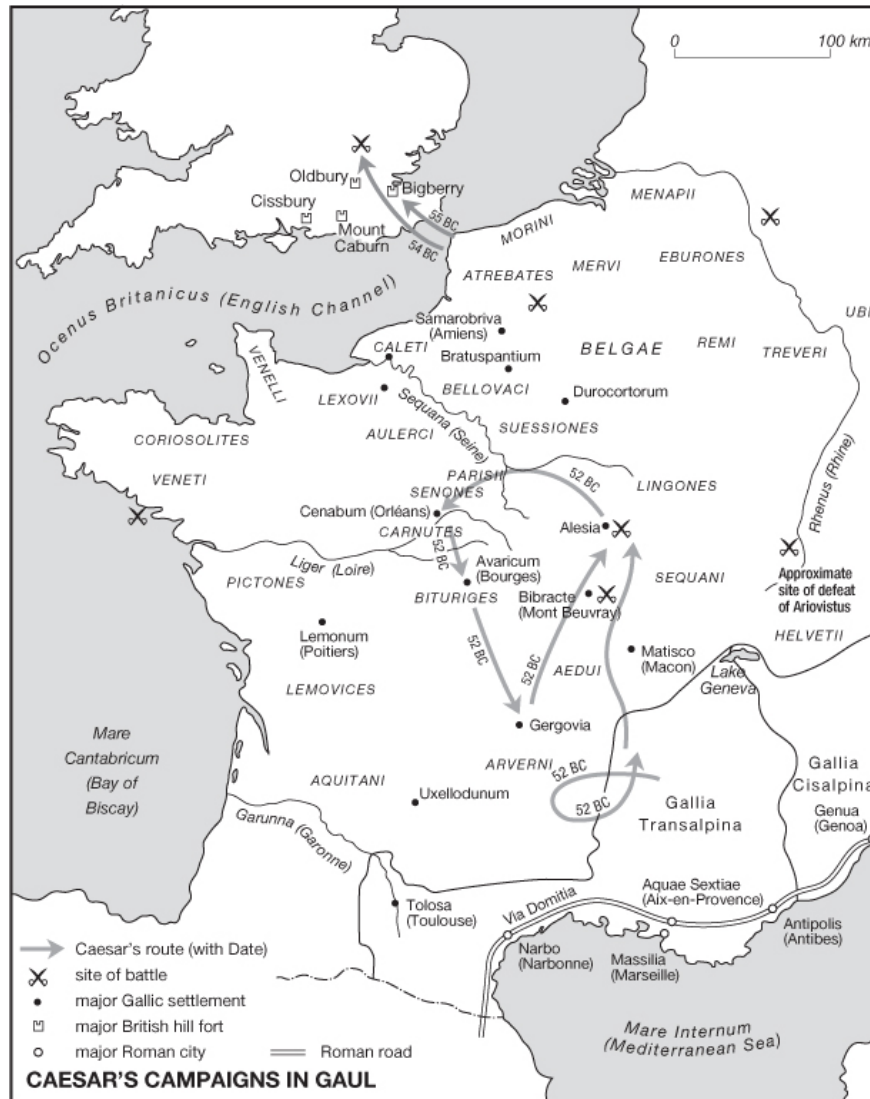 0 100 km
Oldbury
Bigberry
Cissbury
Mount
Caburn
55 BC
54 BC
MENAPII
MORINI
ATREBATES
MERVI
EBURONES
Ocenus Britanicus (English Channel)
Samarobriva
(Amiens)
BELGAE
REMI
UBI
TREVERI
CALETI
Bratuspantium
VENELLI
LEXOVII
BELLOVACI
Durocortorum
Sequana (Seine)
AULERCI
SUESSIONES
CORIOSOLITES
VENETI
PARISII
SENONES
52 BC
LINGONES
Rhenus (Rhine)
Cenabum (Orléans)
CARNUTES
Alesia
52 BC
Liger (Loire)
Avaricum
(Bourges)
PICTONES
BITURIGES
Bibracte
(Mont Beuvray)
SEQUANI
Approximate
site of defeat
of Ariovistus
HELVETII
Lemonum
(Poitiers)
52 BC
52 BC
AEDUI
Matisco
(Macon)
Lake
Geneva
LEMOVICES
Gergovia
Mare
Cantabricum
(Bay of
Biscay)
ARVERNI
52 BC
52 BC
AQUITANI
Uxellodunum
Gallia
Transalpina
Gallia
Cisalpina
Genua
(Genoa)
Garunna (Garonne)
Tolosa
(Toulouse)
Via Domitia
Aquae Sextiae
(Aix-en-Provence)
Antipolis
(Antibes)
Narbo
(Narbonne)
Massilia
(Marseille)
Mare Internum
(Mediterranean Sea)
Caesar's route (with Date)
site of battle
major Gallic settlement
major British hill fort
major Roman city
Roman road
CAESAR'S CAMPAIGNS IN GAUL